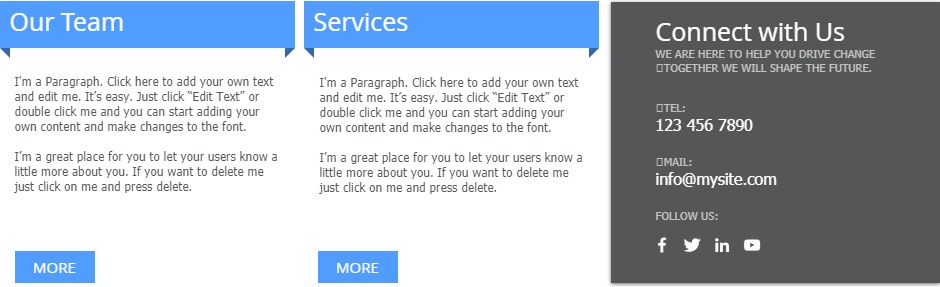 Our Team
I'm a Paragraph. Click here to add your own text
and edit me. It's easy. Just click “Edit Text” or
double click me and you can start adding your
own content and make changes to the font.
I'm a great place for you to let your users know a
little more about you. If you want to delete me
just click on me and press delete.
MORE
Services
I'm a Paragraph. Click here to add your own text
and edit me. It's easy. Just click “Edit Text” or
double click me and you can start adding your
own content and make changes to the font.
I'm a great place for you to let your users know a
little more about you. If you want to delete me
just click on me and press delete.
MORE
Connect with Us
WE ARE HERE TO HELP YOU DRIVE CHANGE
TOGETHER WE WILL SHAPE THE FUTURE.
TEL:
123 456 7890
MAIL:
info@mysite.com
FOLLOW US: